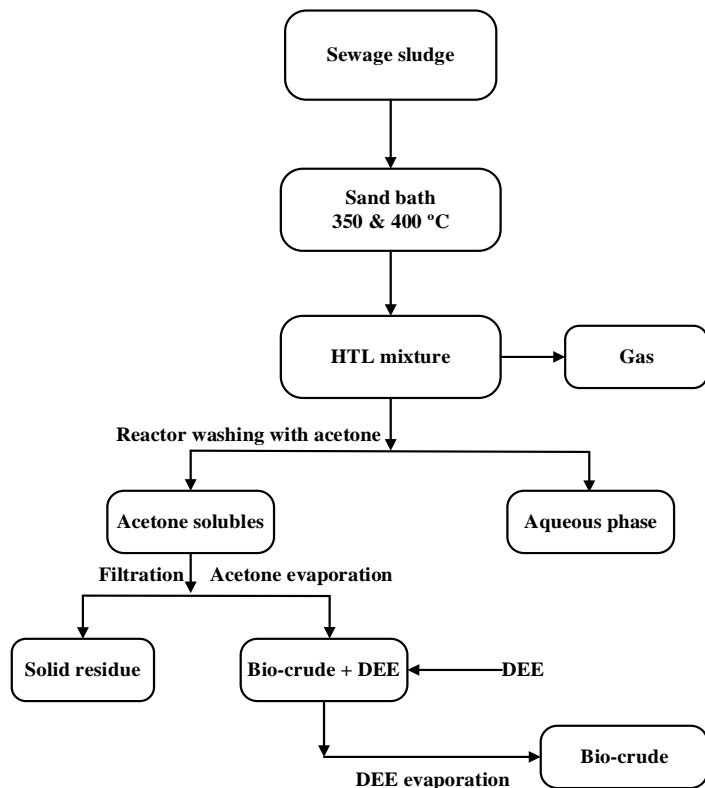 Sewage sludge
Sand bath
350 & 400 ºC
HTL mixture
Gas
Reactor washing with acetone
Acetone solubles
Aqueous phase
Filtration
Acetone evaporation
Solid residue
Bio-crude + DEE
DEE
Bio-crude
DEE evaporation